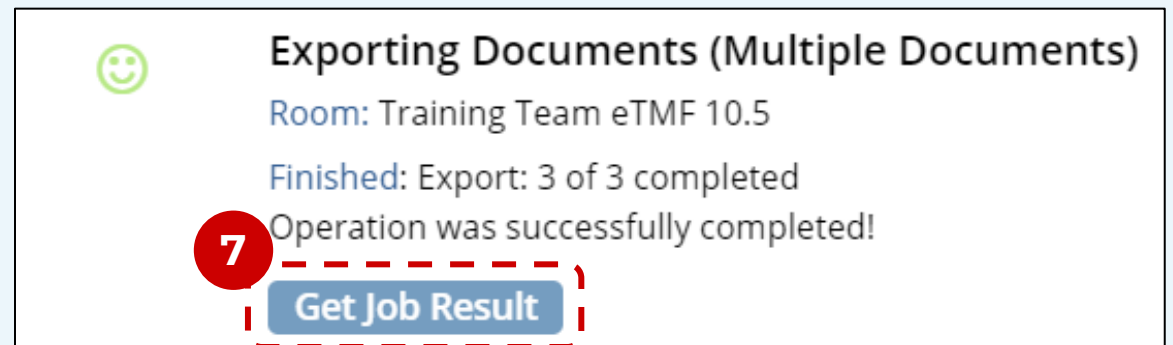 Exporting Documents (Multiple Documents)
Room: Training Team eTMF 10.5
Finished: Export: 3 of 3 completed
Operation was successfully completed!
7
Get Job Result